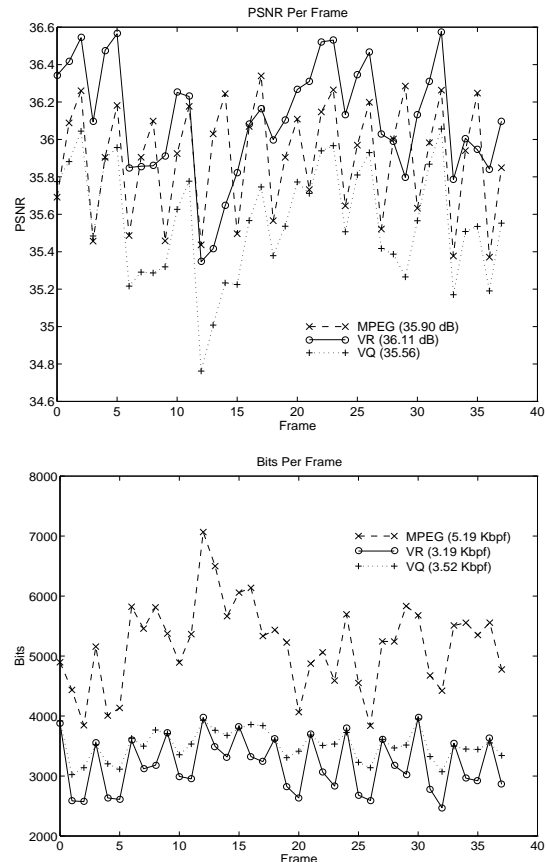 PSNR Per Frame
36.6
36.4
36.2
36
35.8
35.6
35.4
35.2
35
34.8
34.6
PSNR
MPEG (35.90 dB)
VR (36.11 dB)
VQ (35.56)
0 5 10 15 20 25 30 35 40
Frame
Bits Per Frame
8000
7000
6000
5000
4000
3000
2000
Bits
MPEG (5.19 Kbpf)
VR (3.19 Kbpf)
VQ (3.52 Kbpf)
0 5 10 15 20 25 30 35 40
Frame